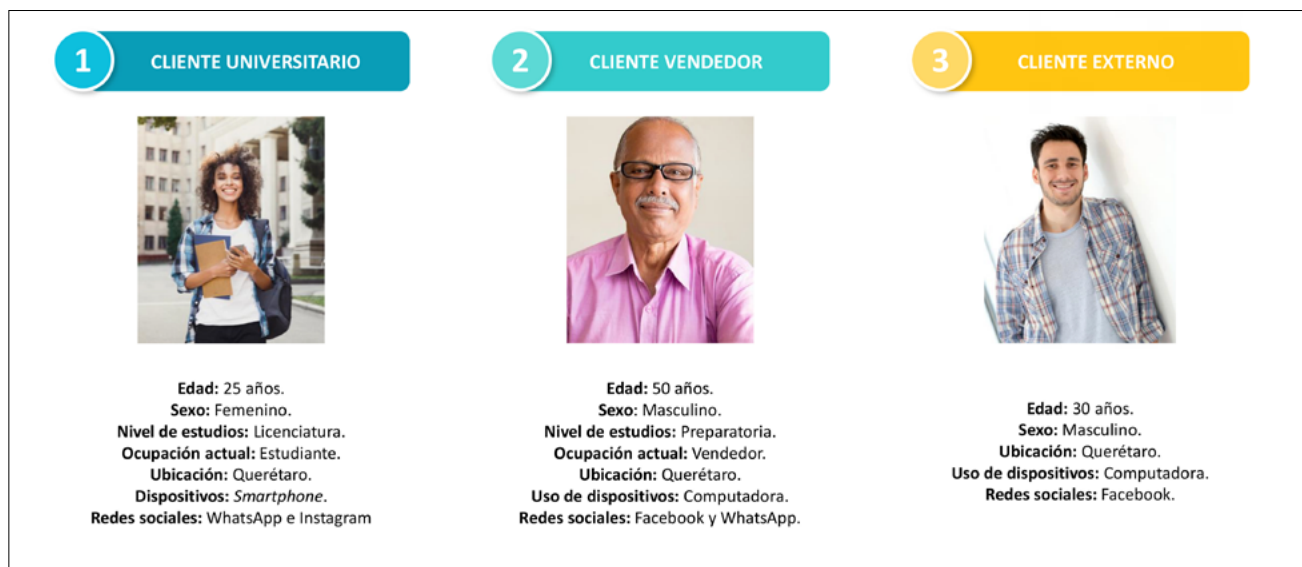 1
CLIENTE UNIVERSITARIO
Edad: 25 años.
Sexo: Femenino.
Nivel de estudios: Licenciatura.
Ocupación actual: Estudiante.
Ubicación: Querétaro.
Dispositivos: Smartphone.
Redes sociales: WhatsApp e Instagram
2
CLIENTE VENDEDOR
Edad: 50 años.
Sexo: Masculino.
Nivel de estudios: Preparatoria.
Ocupación actual: Vendedor.
Ubicación: Querétaro.
Uso de dispositivos: Computadora.
Redes sociales: Facebook y WhatsApp.
3
CLIENTE EXTERNO
Edad: 30 años.
Sexo: Masculino.
Ubicación: Querétaro.
Uso de dispositivos: Computadora.
Redes sociales: Facebook.